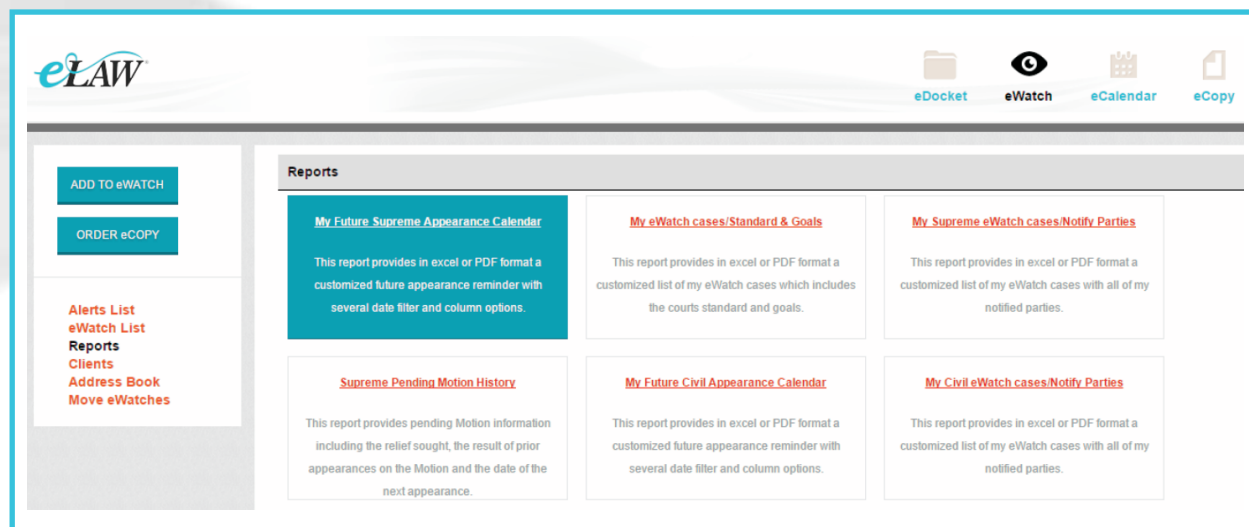 eLAW
eDocket
eWatch
eCalendar
eCopy
ADD TO eWATCH
ORDER eCOPY
Alerts List
eWatch List
Reports
Clients
Address Book
Move eWatches
Reports
My Future Supreme Appearance Calendar
This report provides in excel or PDF format a
customized future appearance reminder with
several date filter and column options.
My eWatch cases/Standard & Goals
This report provides in excel or PDF format a
customized list of my eWatch cases which includes
the courts standard and goals.
My Supreme eWatch cases/Notify Parties
This report provides in excel or PDF format a
customized list of my eWatch cases with all of my
notified parties.
Supreme Pending Motion History
This report provides pending Motion information
including the relief sought, the result of prior
appearances on the Motion and the date of the
next appearance.
My Future Civil Appearance Calendar
This report provides in excel or PDF format a
customized future appearance reminder with
several date filter and column options.
My Civil eWatch cases/Notify Parties
This report provides in excel or PDF format a
customized list of my eWatch cases with all of my
notified parties.